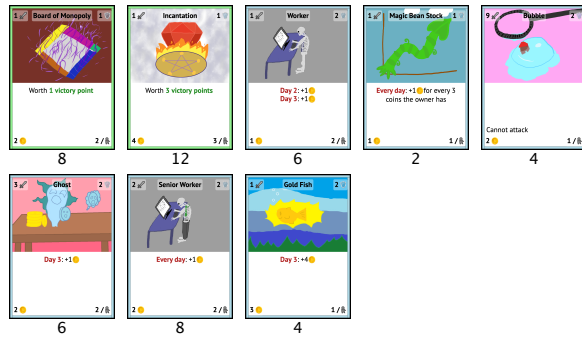 1 Board of Monopoly 1
Worth 1 victory point
2 2/
8
1 Incantation 1
Worth 3 victory points
4 3/
12
1 Worker 2
Day 2: +1
Day 3: +1
1 2/
6
1 Magic Bean Stock 1
Every day: +1 for every 3
coins the owner has
1 1/
2
9 Bubble 2
Cannot attack
2 1/
4
3 Ghost 2
Day 3: +1
2 2/
6
2 Senior Worker 2
Every day: +1
2 2/
8
1 Gold Fish 2
Day 3: +4
3 1/
4